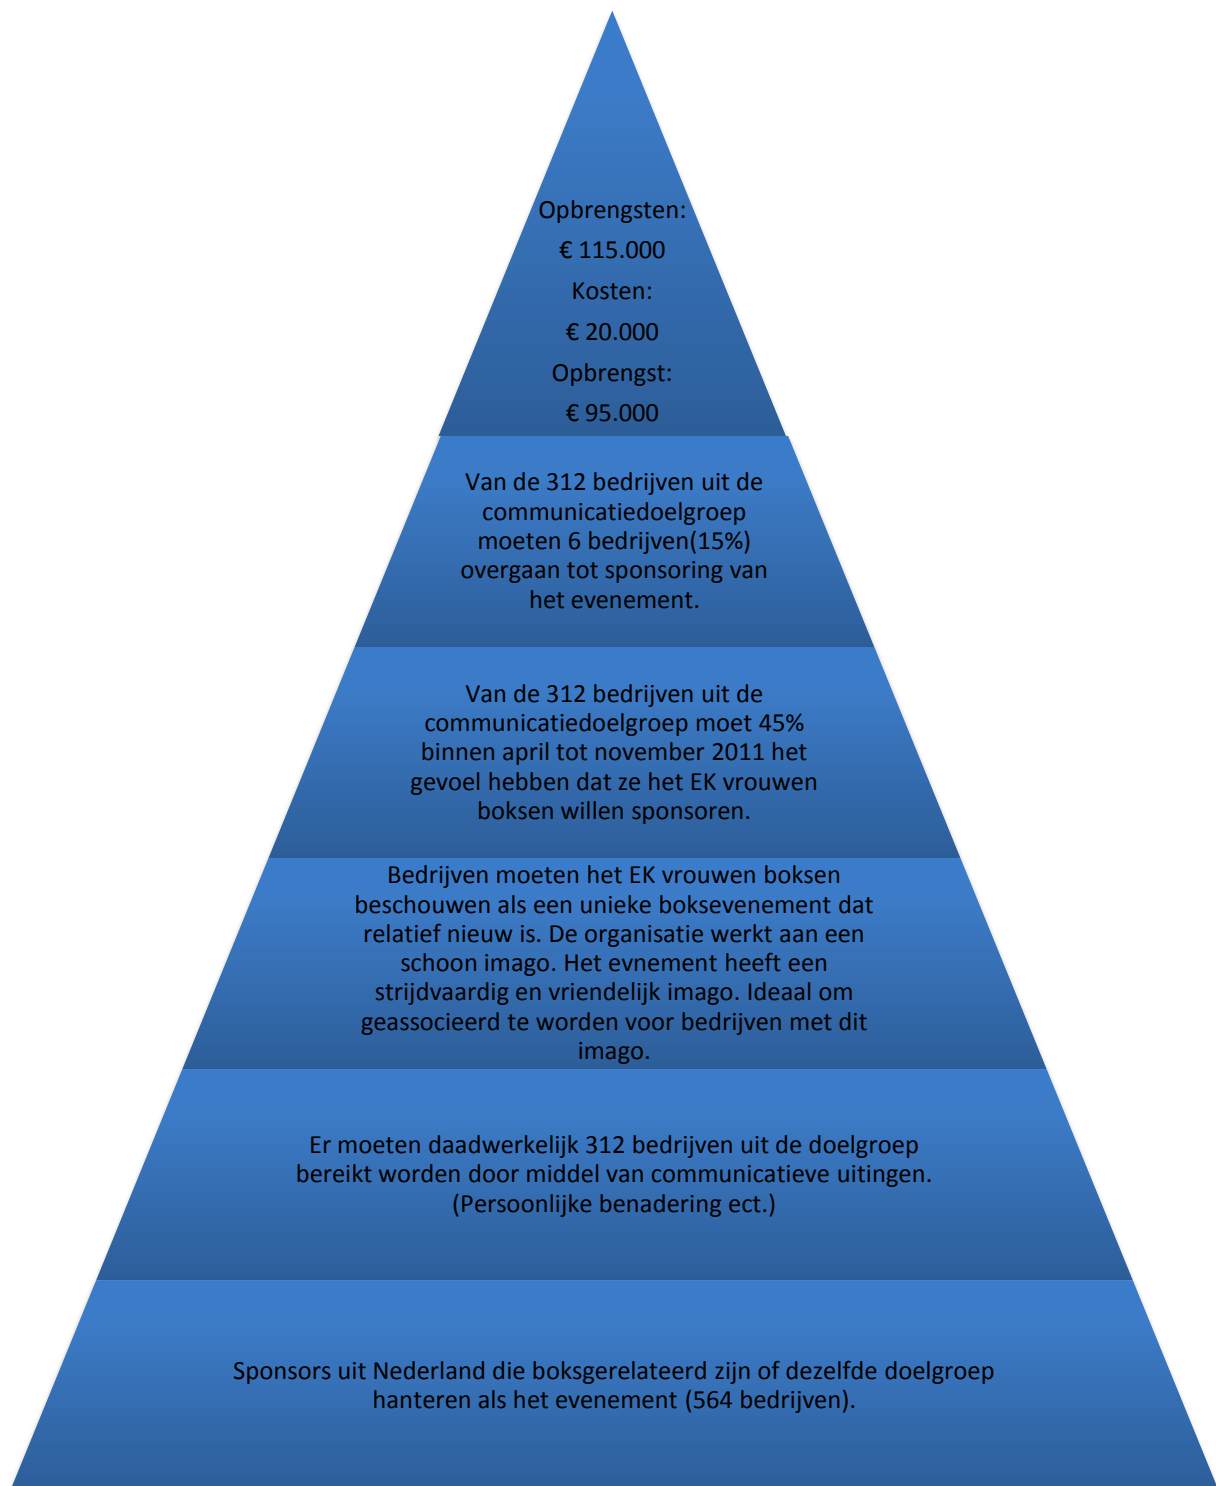 Opbrengsten:
€ 115.000
Kosten:
€ 20.000
Opbrengst:
€ 95.000
Van de 312 bedrijven uit de
communicatiedoelgroep
moeten 6 bedrijven(15%)
overgaan tot sponsoring van
het evenement.
Van de 312 bedrijven uit de
communicatiedoelgroep moet 45%
binnen april tot november 2011 het
gevoel hebben dat ze het EK vrouwen
boksen willen sponsoren.
Bedrijven moeten het EK vrouwen boksen
beschouwen als een unieke boksevenement dat
relatief nieuw is. De organisatie werkt aan een
schoon imago. Het evnement heeft een
strijdvaardig en vriendelijk imago. Ideaal om
geassocieerd te worden voor bedrijven met dit
imago.
Er moeten daadwerkelijk 312 bedrijven uit de doelgroep
bereikt worden door middel van communicatieve uitingen.
(Persoonlijke benadering ect.)
Sponsors uit Nederland die boksgerelateerd zijn of dezelfde doelgroep
hanteren als het evenement (564 bedrijven).